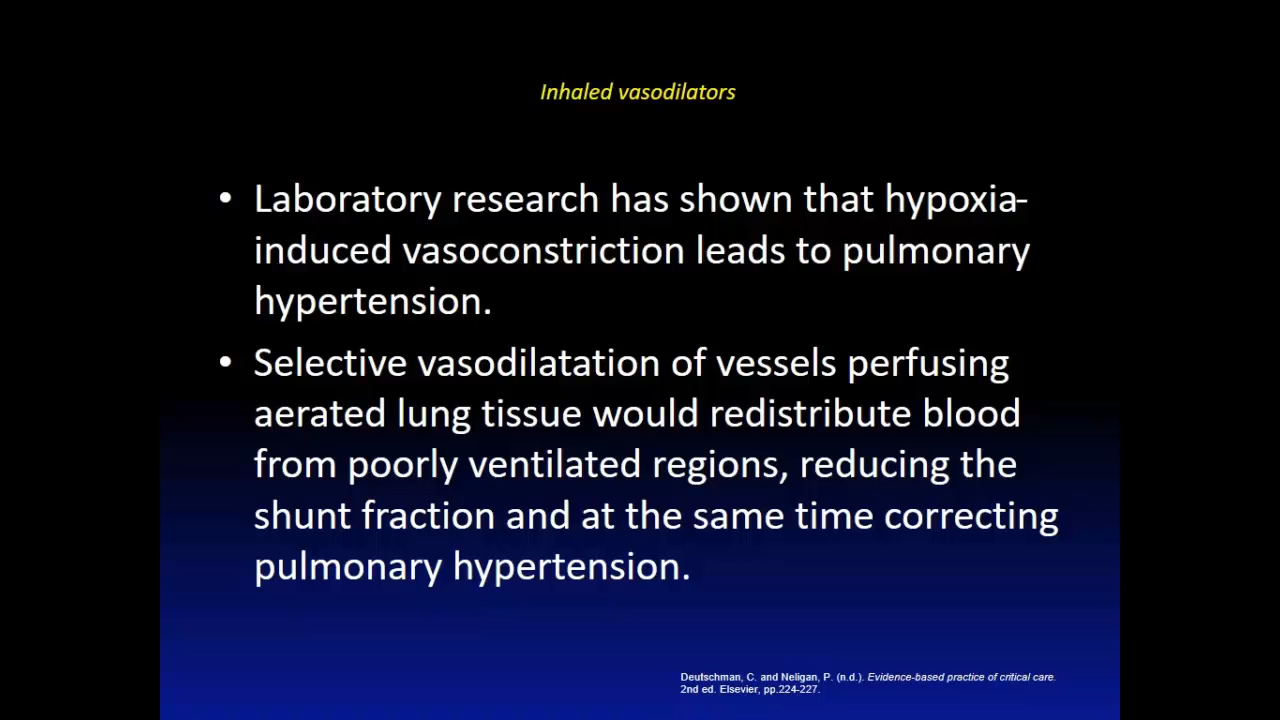 Inhaled vasodilators
• Laboratory research has shown that hypoxia-
induced vasoconstriction leads to pulmonary
hypertension.
• Selective vasodilatation of vessels perfusing
aerated lung tissue would redistribute blood
from poorly ventilated regions, reducing the
shunt fraction and at the same time correcting
pulmonary hypertension.
Deutschman, C. and Neligan, P. (n.d.). Evidence-based practice of critical care.
2nd ed. Elsevier, pp.224-227.